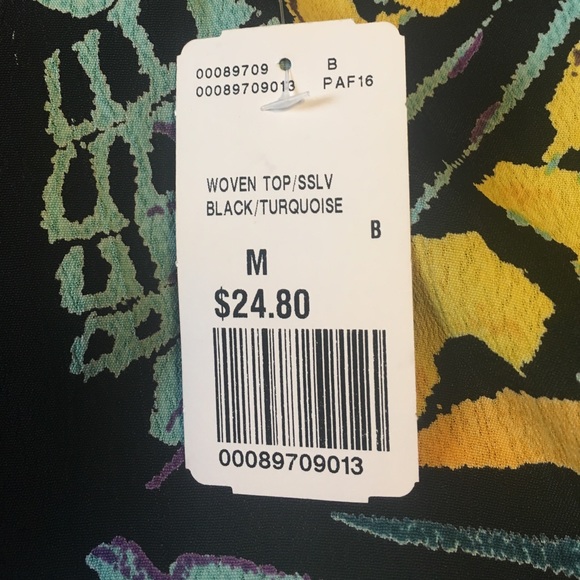 00089709 B
00089709013 PAF16
WOVEN TOP/SSLV
BLACK/TURQUOISE
B
M
$24.80
00089709013